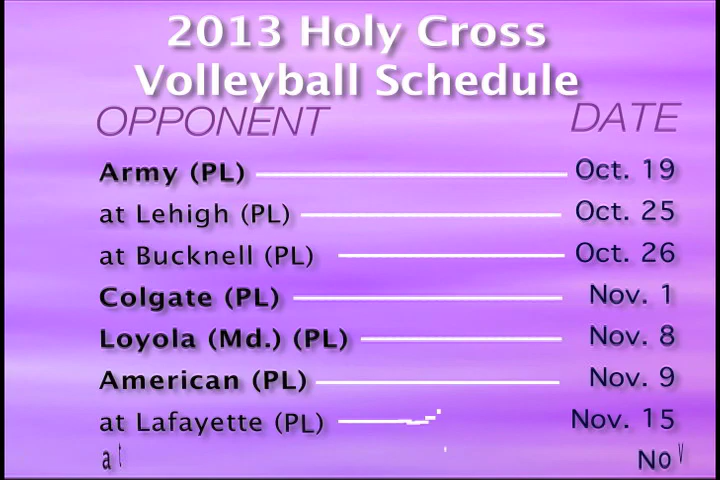 2013 Holy Cross
Volleyball Schedule
OPPONENT DATE
Army (PL) Oct. 19
at Lehigh (PL) Oct. 25
at Bucknell (PL) Oct. 26
Colgate (PL) Nov. 1
Loyola (Md.) (PL) Nov. 8
American (PL) Nov. 9
at Lafayette (PL) Nov. 15
at Nov